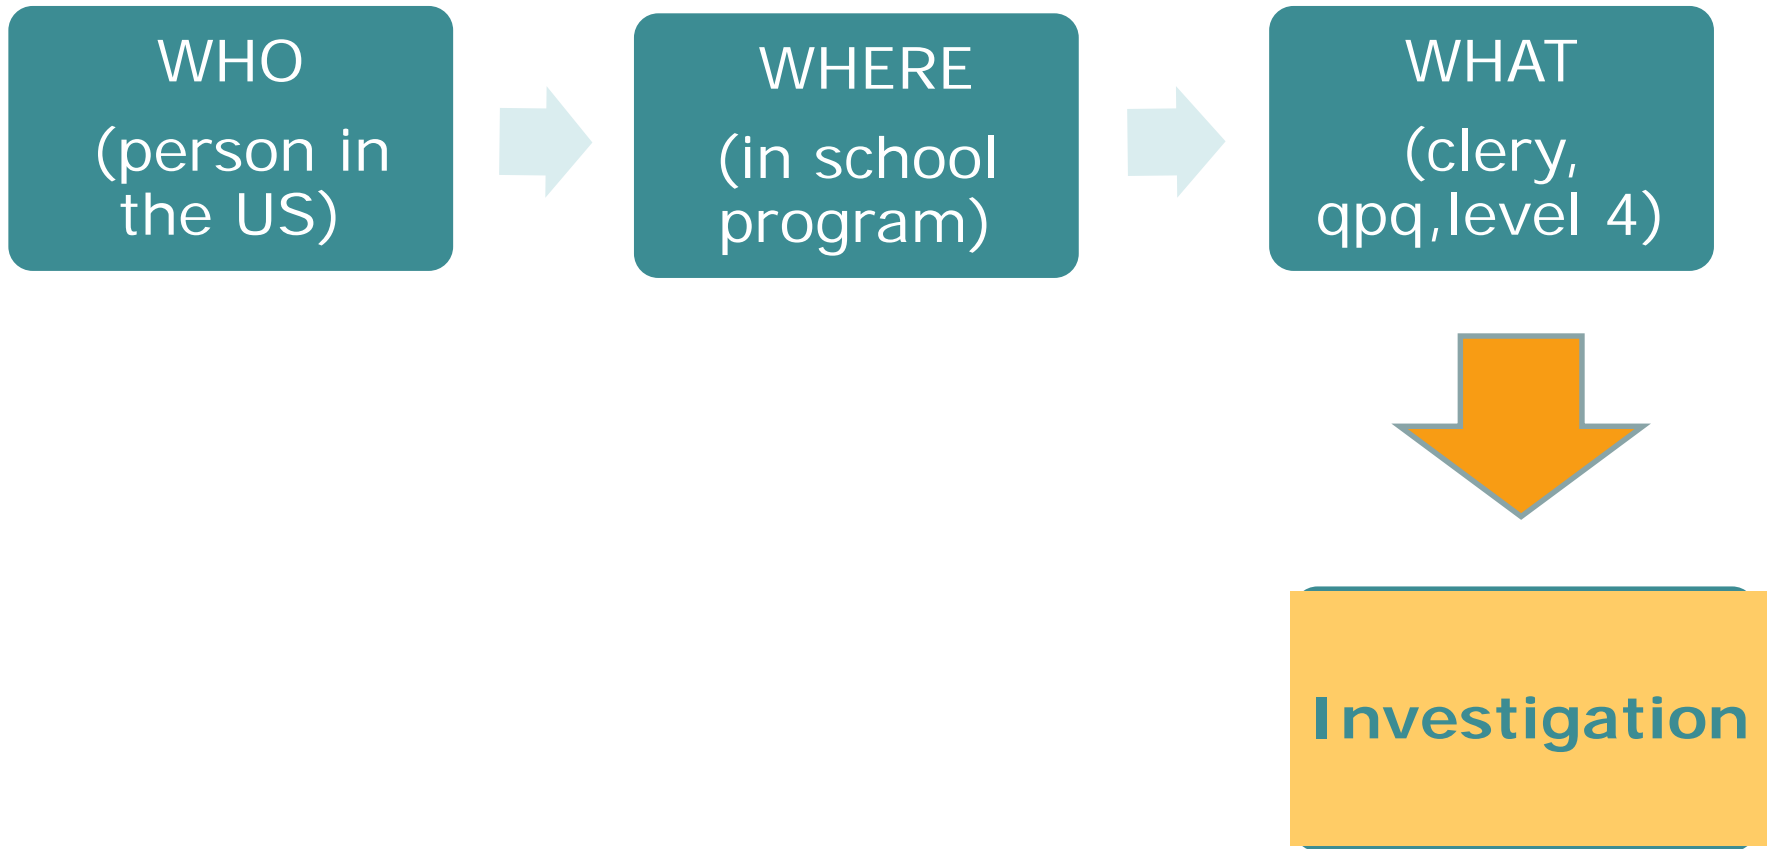 WHO
(person in
the US)
WHERE
(in school
program)
WHAT
(clery,
qpq,level 4)
Investigation